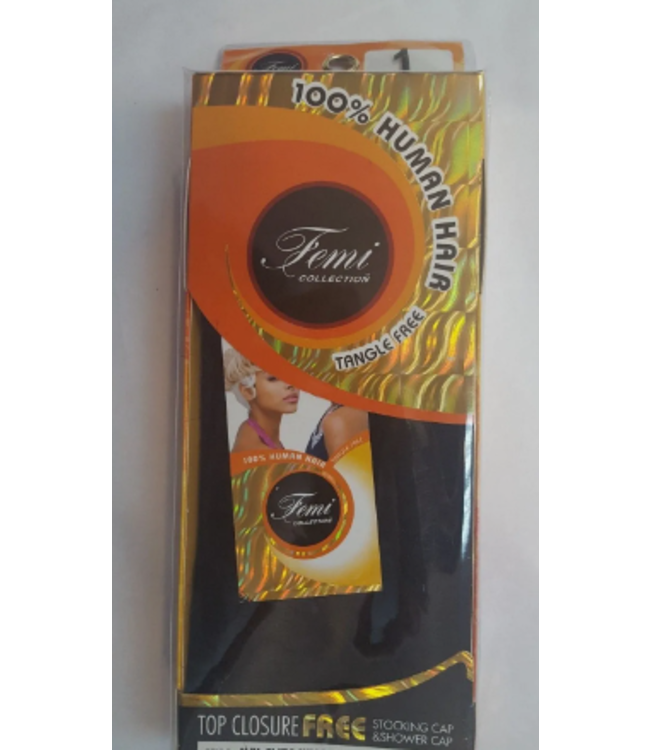 Femi
1
100% HUMAN HAIR
Femi
COLLECTION
TANGLE FREE
100% HUMAN HAIR
Femi
COLLECTION
TOP CLOSURE FREE STOCKING CAP
&SHOWER CAP